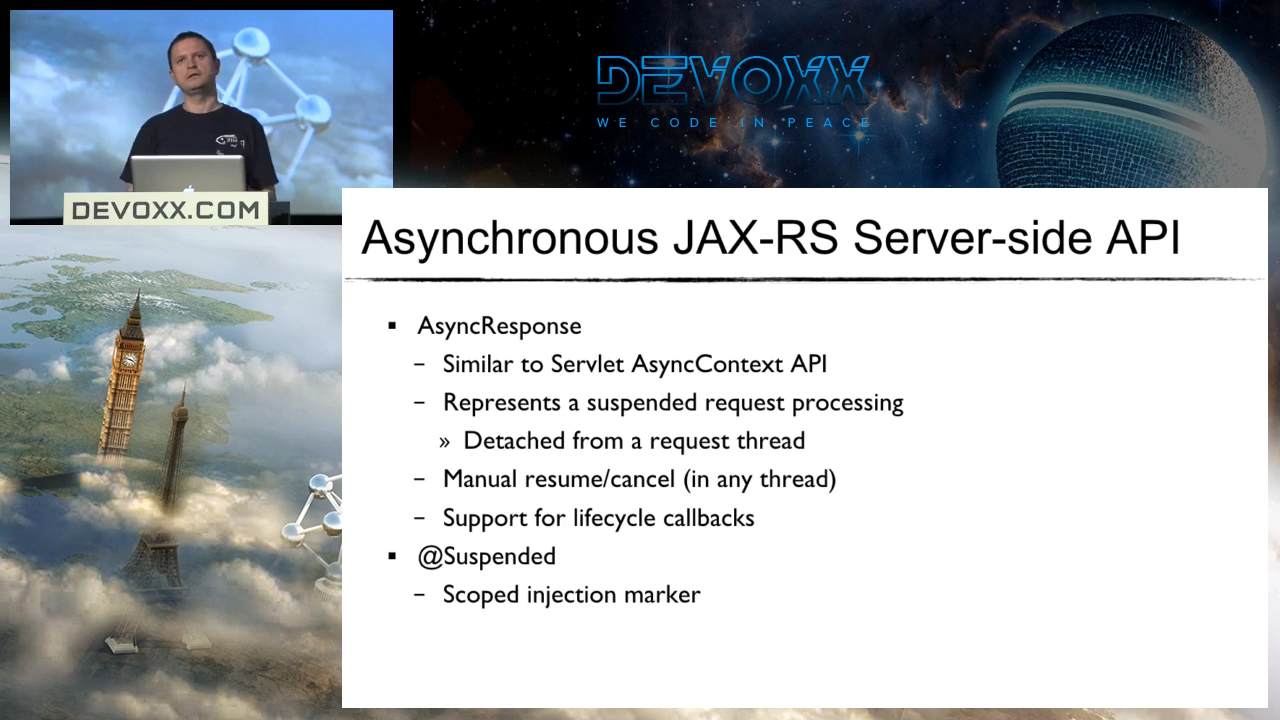 DEVOXX
WE CODE IN PEACE
DEVOXX.COM
Asynchronous JAX-RS Server-side API
▪ AsyncResponse
– Similar to Servlet AsyncContext API
– Represents a suspended request processing
» Detached from a request thread
– Manual resume/cancel (in any thread)
– Support for lifecycle callbacks
▪ @Suspended
– Scoped injection marker